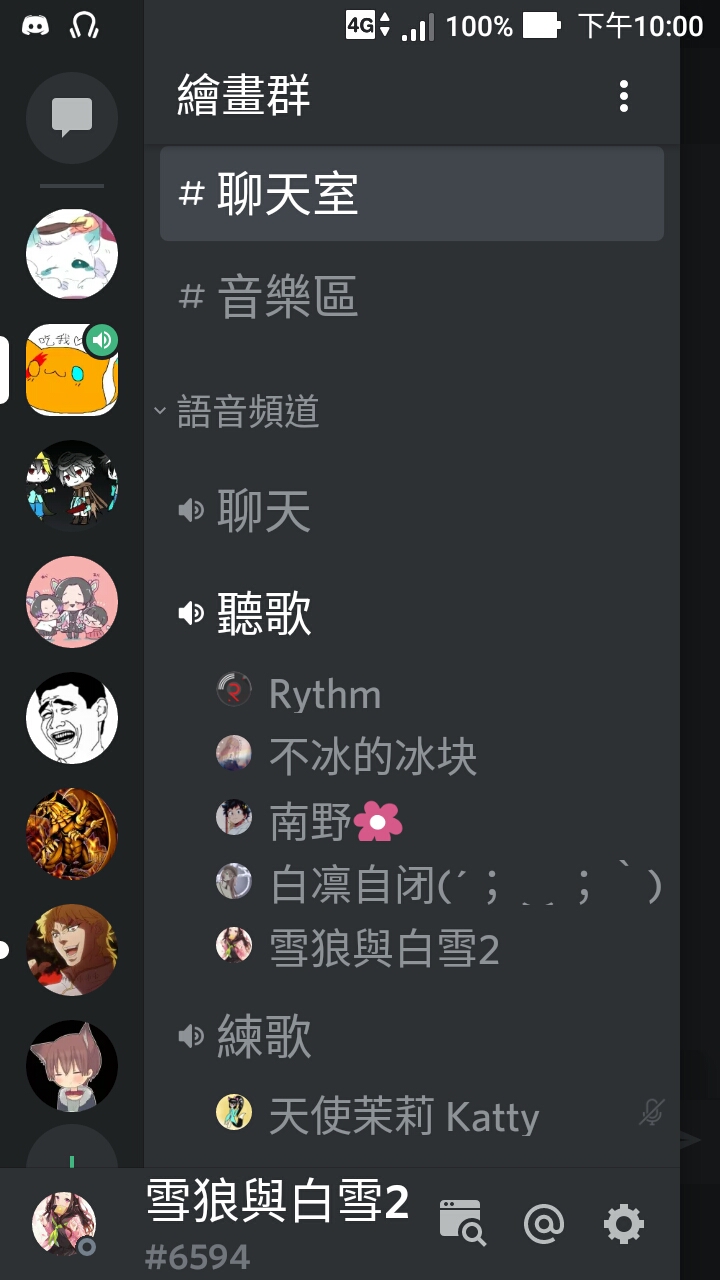 4G 100% 下午10:00
繪畫群
# 聊天室
# 音樂區
吃我
語音頻道
聊天
聽歌
Rythm
不冰的冰块
南野🌸
白凛自闭(´；﹏；｀)
雪狼與白雪2
練歌
天使茉莉 Katty
雪狼與白雪2
#6594